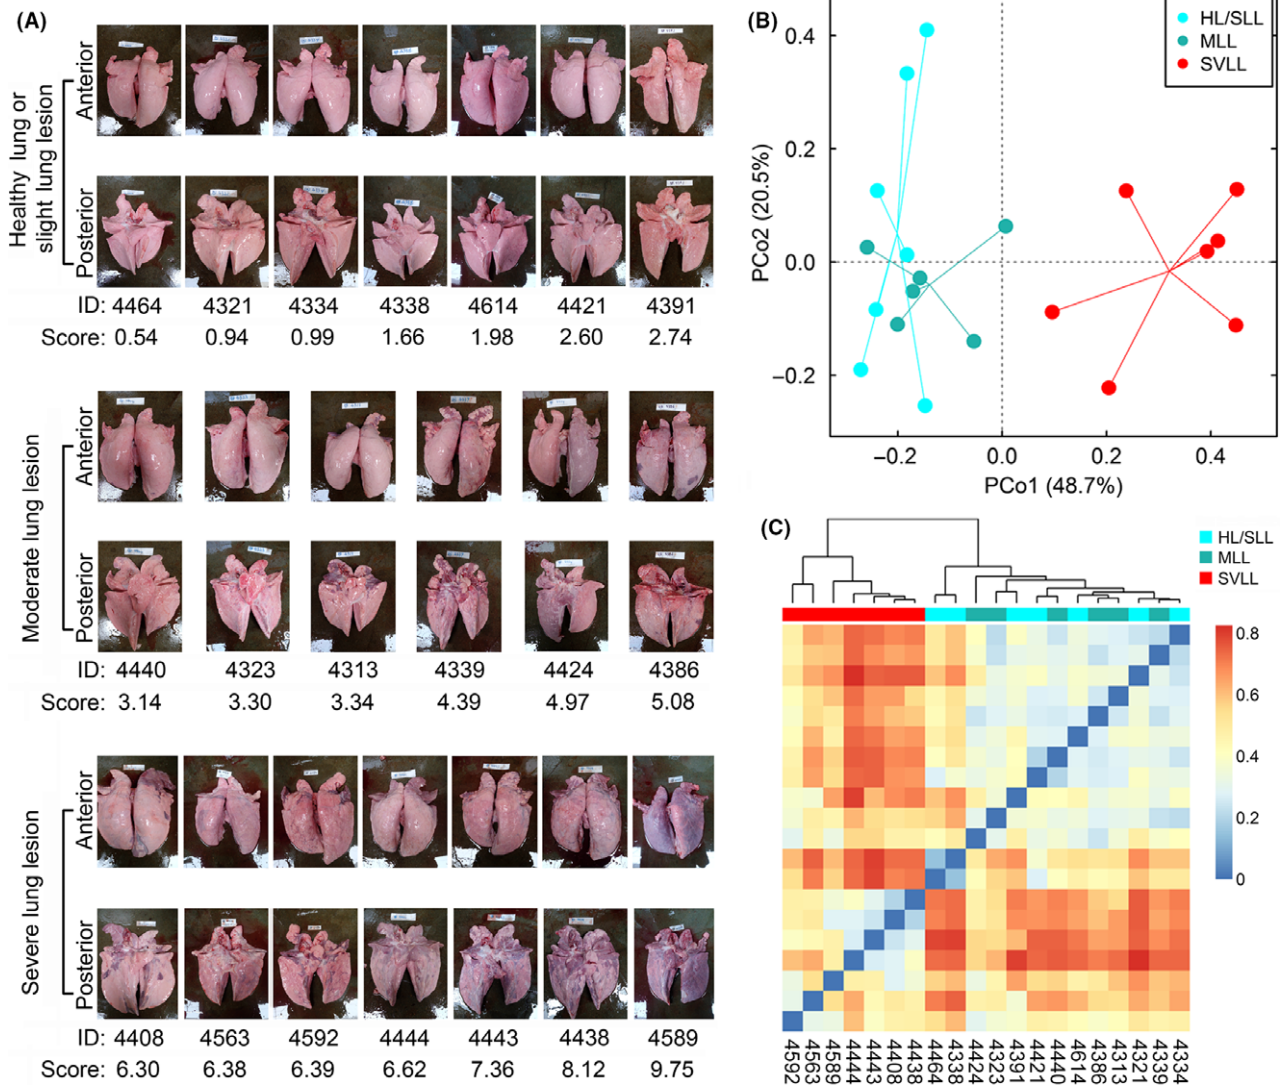 (A)
Healthy lung or
slight lung lesion
Anterior
Posterior
ID: 4464 4321 4334 4338 4614 4421 4391
Score: 0.54 0.94 0.99 1.66 1.98 2.60 2.74
Moderate lung lesion
Anterior
Posterior
ID: 4440 4323 4313 4339 4424 4386
Score: 3.14 3.30 3.34 4.39 4.97 5.08
Severe lung lesion
Anterior
Posterior
ID: 4408 4563 4592 4444 4443 4438 4589
Score: 6.30 6.38 6.39 6.62 7.36 8.12 9.75
(B)
HL/SLL
MLL
SVLL
PCo2 (20.5%)
0.4
0.2
0.0
−0.2
−0.2 0.0 0.2 0.4
PCo1 (48.7%)
(C)
HL/SLL
MLL
SVLL
0.8
0.6
0.4
0.2
0
4592 4563 4589 4444 4443 4408 4438 4464 4338 4424 4323 4391 4421 4440 4614 4386 4313 4321 4339 4334